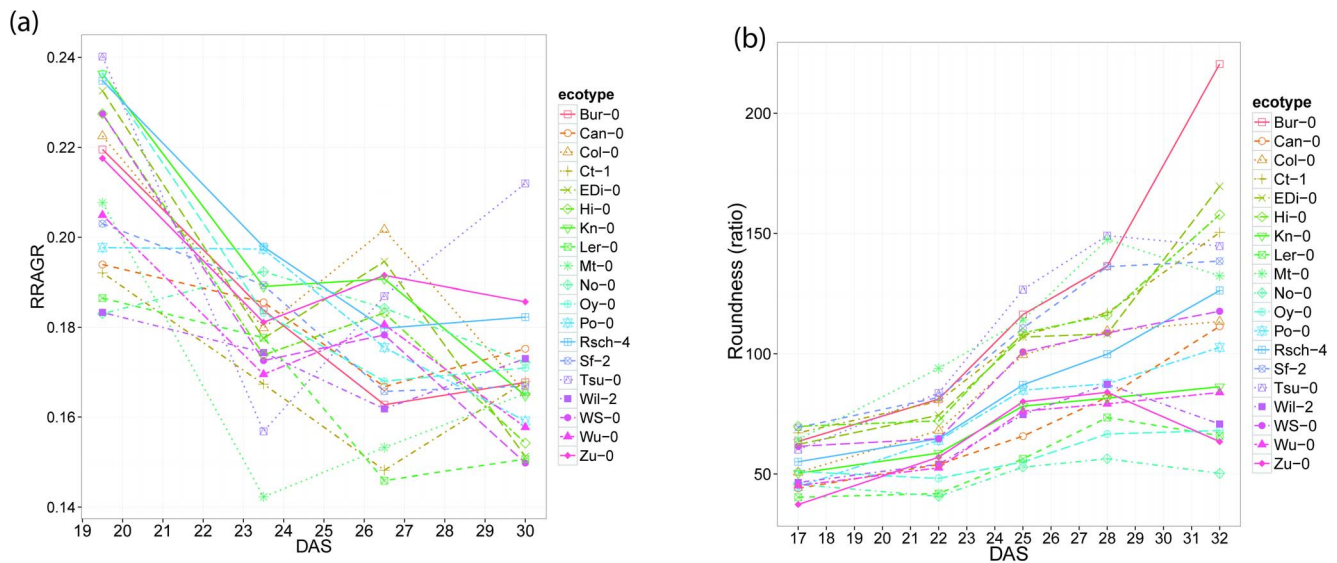 (a)
RRAGR
0.24
0.22
0.20
0.18
0.16
0.14
19 20 21 22 23 24 25 26 27 28 29 30
DAS
ecotype
Bur−0
Can−0
Col−0
Ct−1
EDi−0
Hi−0
Kn−0
Ler−0
Mt−0
No−0
Oy−0
Po−0
Rsch−4
Sf−2
Tsu−0
Wil−2
WS−0
Wu−0
Zu−0
(b)
Roundness (ratio)
200
150
100
50
17 18 19 20 21 22 23 24 25 26 27 28 29 30 31 32
DAS
ecotype
Bur−0
Can−0
Col−0
Ct−1
EDi−0
Hi−0
Kn−0
Ler−0
Mt−0
No−0
Oy−0
Po−0
Rsch−4
Sf−2
Tsu−0
Wil−2
WS−0
Wu−0
Zu−0